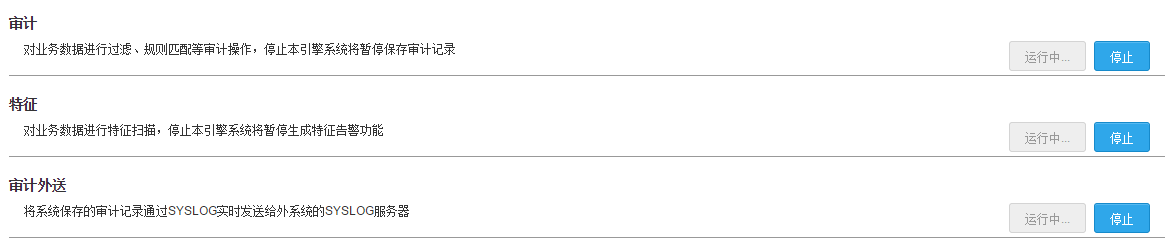 审计
对业务数据进行过滤、规则匹配等审计操作，停止本引擎系统将暂停保存审计记录
运行中... 停止
特征
对业务数据进行特征扫描，停止本引擎系统将暂停生成特征告警功能
运行中... 停止
审计外送
将系统保存的审计记录通过SYSLOG实时发送给外系统的SYSLOG服务器
运行中... 停止